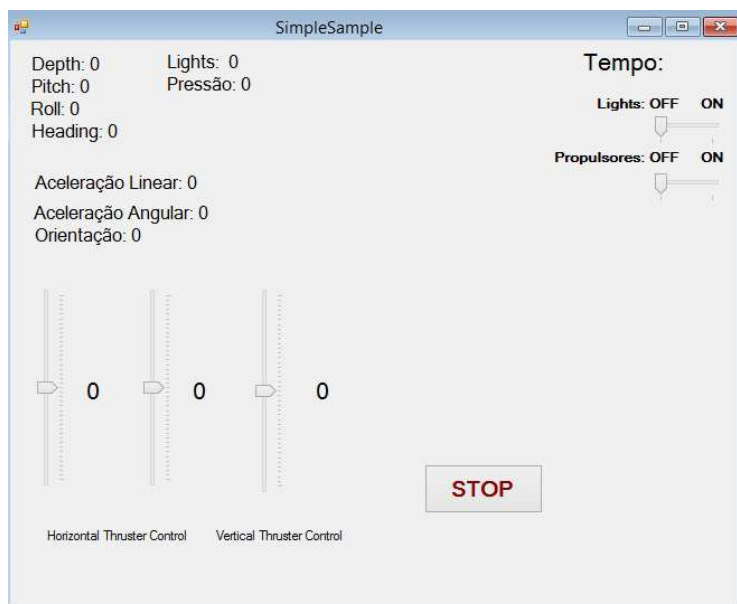 SimpleSample
Depth: 0
Pitch: 0
Roll: 0
Heading: 0
Lights: 0
Pressão: 0
Tempo:
Lights: OFF ON
Propulsores: OFF ON
Aceleração Linear: 0
Aceleração Angular: 0
Orientação: 0
0 0 0
STOP
Horizontal Thruster Control Vertical Thruster Control